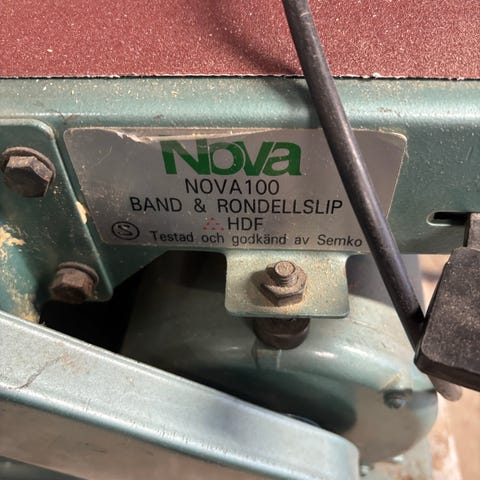 Nova
NOVA100
BAND & RONDELLSLIP
HDF
S Testad och godkänd av Semko